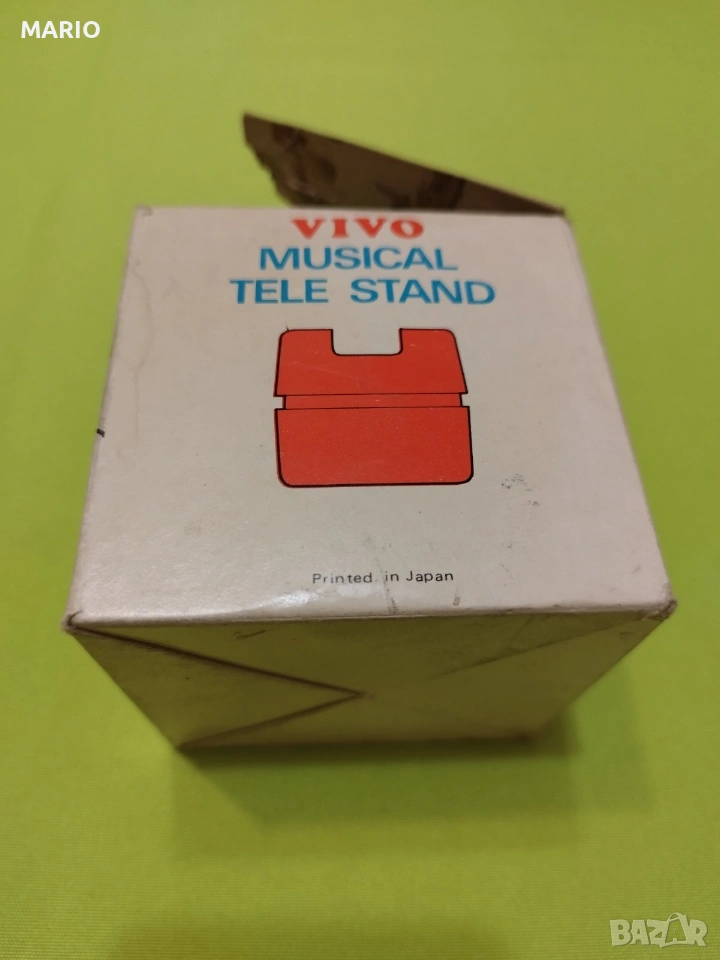 MARIO
VIVO
MUSICAL
TELE STAND
Printed in Japan
BAZAR